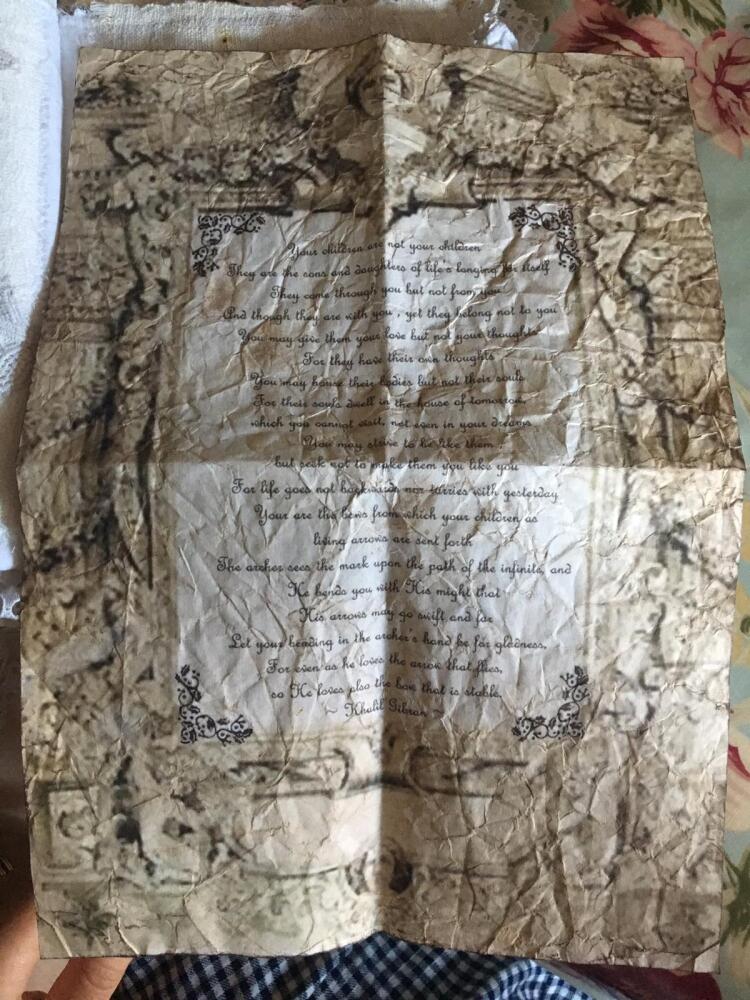 Your children are not your children
They are the sons and daughters of life's longing for itself
They come through you but not from you
And though they are with you , yet they belong not to you
You may give them your love but not your thoughts
For they have their own thoughts
You may house their bodies but not their souls
For their souls dwell in the house of tomorrow,
which you cannot visit, not even in your dreams
You may strive to be like them ,
but seek not to make them you like you
For life goes not backwards nor tarries with yesterday
Your are the bows from which your children as
living arrows are sent forth
The archer sees the mark upon the path of the infinite, and
He bends you with His might that
His arrows may go swift and far
Let your bending in the archer's hand be for gladness,
For even as he loves the arrow that flies,
so He loves also the bow that is stable.
~ Khalil Gibran ~